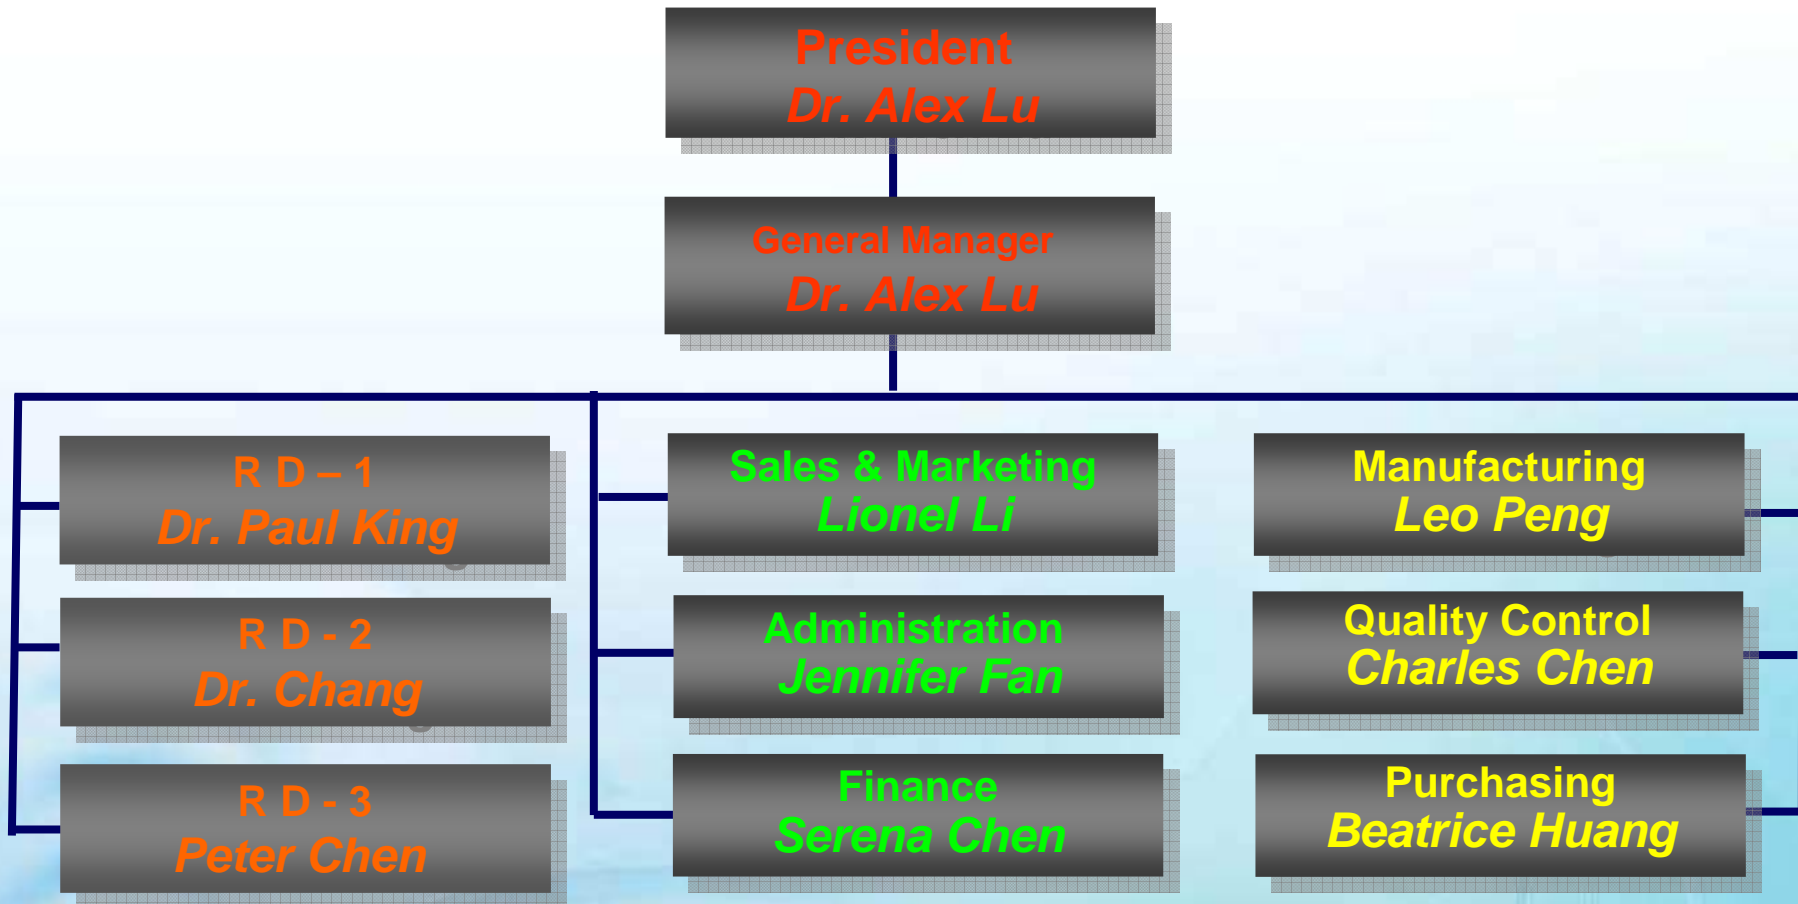 President
Dr. Alex Lu
General Manager
Dr. Alex Lu
R D – 1
Dr. Paul King
R D - 2
Dr. Chang
R D - 3
Peter Chen
Sales & Marketing
Lionel Li
Administration
Jennifer Fan
Finance
Serena Chen
Manufacturing
Leo Peng
Quality Control
Charles Chen
Purchasing
Beatrice Huang